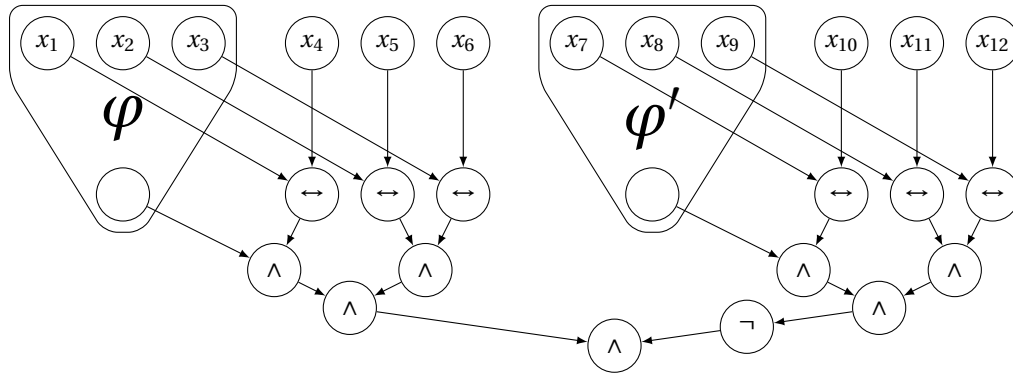 x1 x2 x3 x4 x5 x6 x7 x8 x9 x10 x11 x12
φ φ'
↔ ↔ ↔ ↔ ↔ ↔
∧ ∧ ∧ ∧
∧ ∧
¬
∧